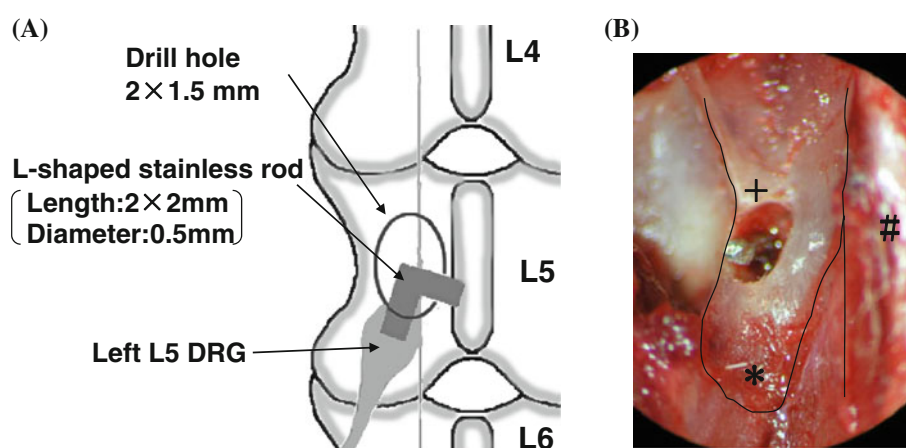 (A)
Drill hole
2×1.5 mm
L-shaped stainless rod
Length:2×2mm
Diameter:0.5mm
Left L5 DRG
L4
L5
L6
(B)
+
#
*